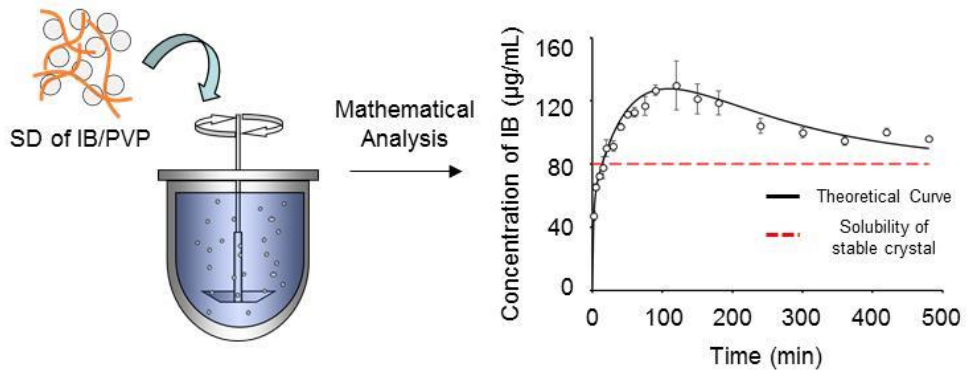 SD of IB/PVP
Mathematical
Analysis
Concentration of IB (µg/mL)
160
120
80
40
0
0
100
200
300
400
500
Time (min)
Theoretical Curve
Solubility of
stable crystal